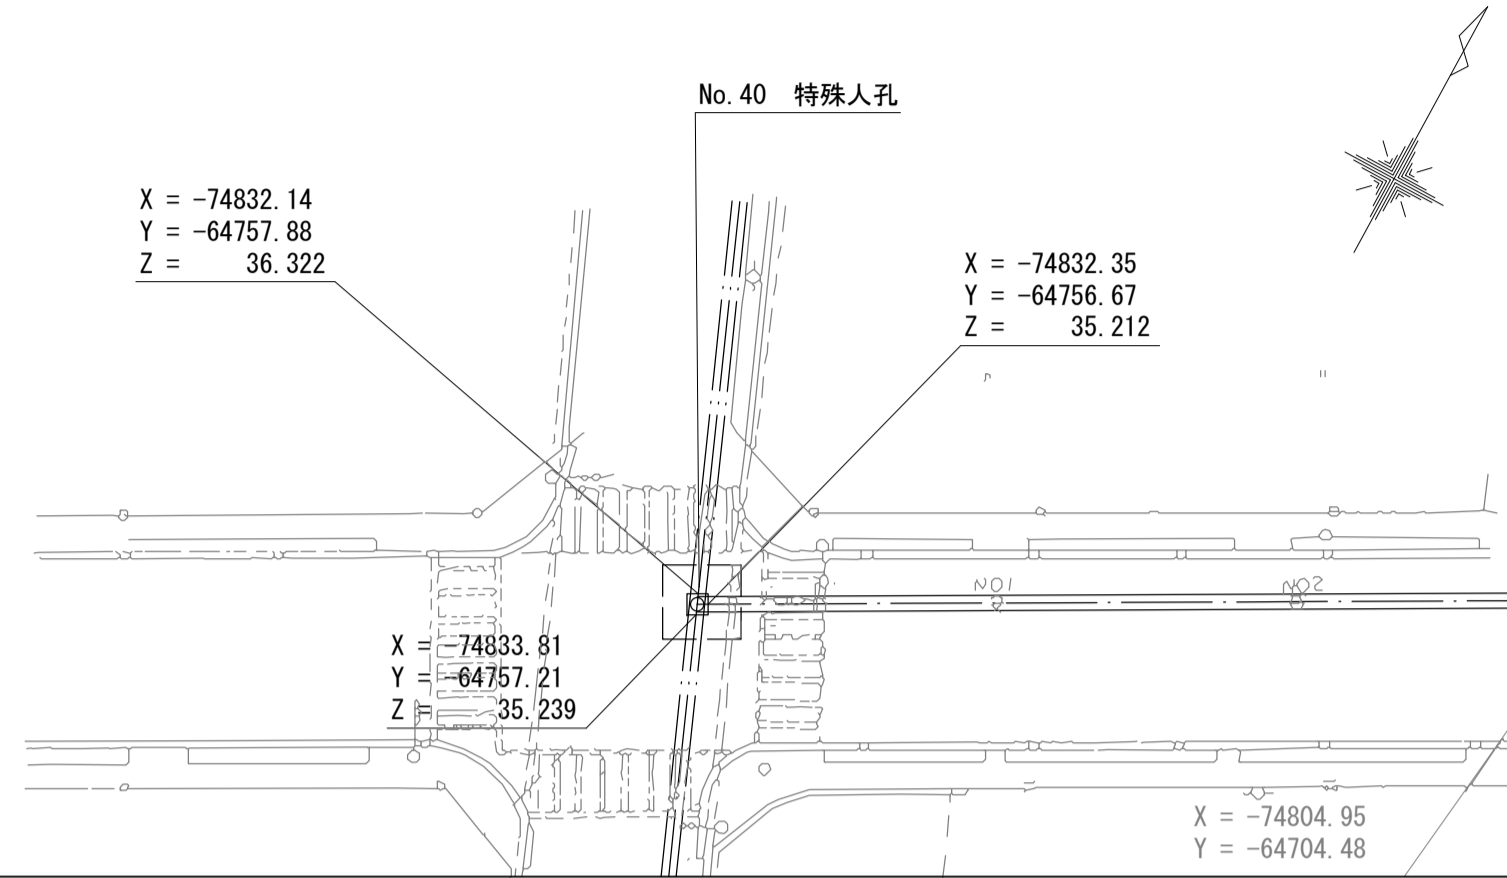 No.40 特殊人孔
X = -74832.14
Y = -64757.88
Z = 36.322
X = -74832.35
Y = -64756.67
Z = 35.212
NO1
NO2
X = -74833.81
Y = -64757.21
Z = 35.239
X = -74804.95
Y = -64704.48